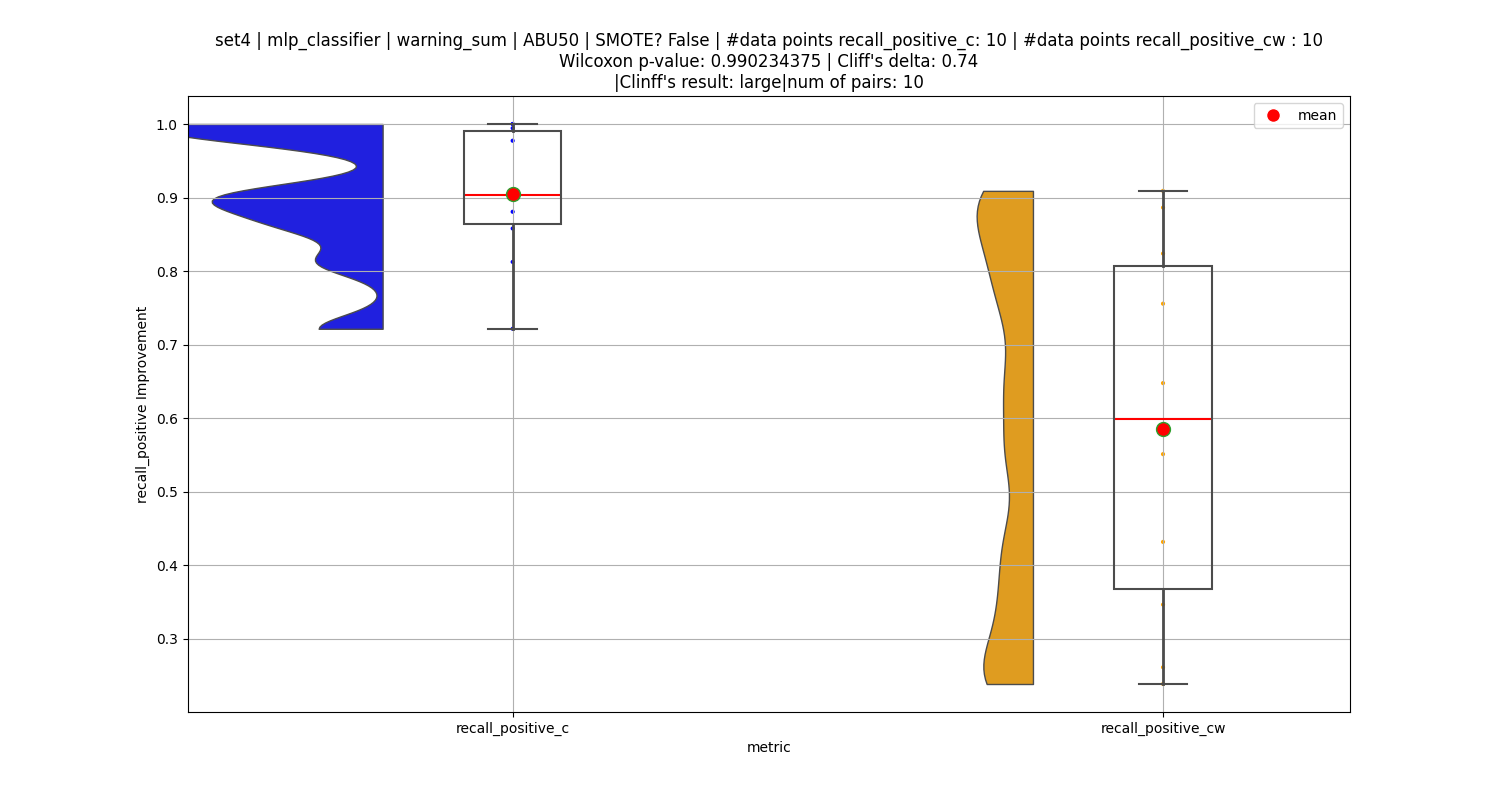 set4 | mlp_classifier | warning_sum | ABU50 | SMOTE? False | #data points recall_positive_c: 10 | #data points recall_positive_cw : 10
Wilcoxon p-value: 0.990234375 | Cliff's delta: 0.74
|Clinff's result: large|num of pairs: 10
mean
1.0
0.9
0.8
0.7
0.6
0.5
0.4
0.3
recall_positive Improvement
recall_positive_c
recall_positive_cw
metric